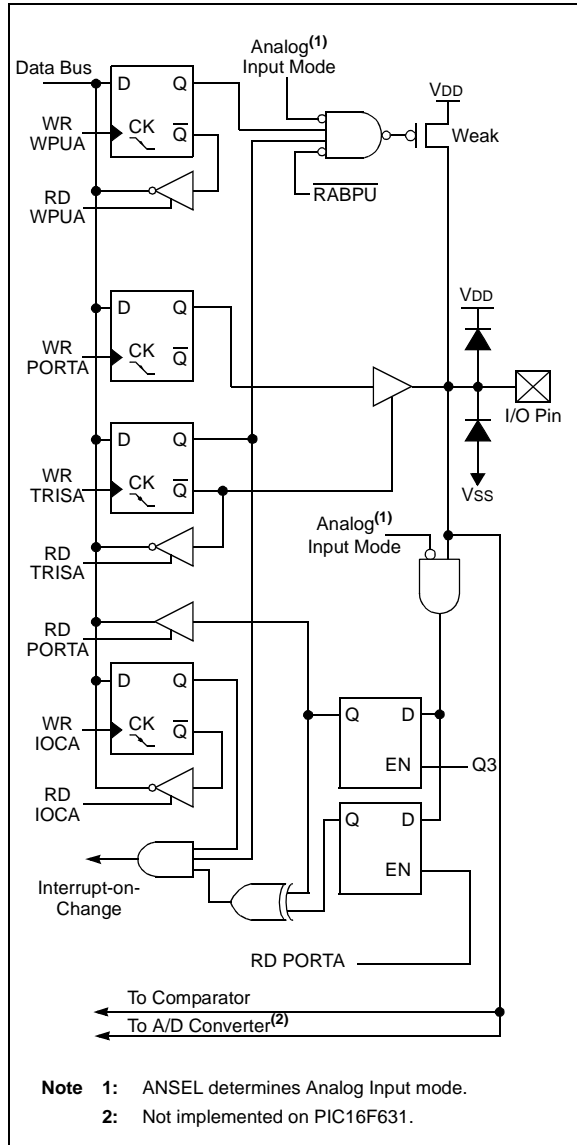 Analog(1)
Input Mode
Data Bus
D Q
VDD
WR
WPUA
CK Q
Weak
RD
WPUA
RABPU
D Q
VDD
WR
PORTA
CK Q
I/O Pin
D Q
WR
TRISA
CK Q
VSS
Analog(1)
Input Mode
RD
TRISA
RD
PORTA
D Q
Q D
WR
IOCA
CK Q
EN
Q3
RD
IOCA
Q D
EN
Interrupt-on-
Change
RD PORTA
To Comparator
To A/D Converter(2)
Note 1: ANSEL determines Analog Input mode.
2: Not implemented on PIC16F631.